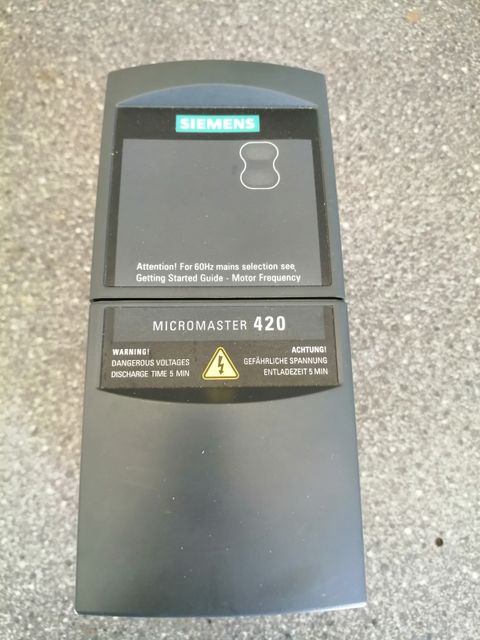 SIEMENS
Attention! For 60Hz mains selection see,
Getting Started Guide - Motor Frequency
MICROMASTER 420
WARNING!
DANGEROUS VOLTAGES
DISCHARGE TIME 5 MIN
ACHTUNG!
GEFÄHRLICHE SPANNUNG
ENTLADEZEIT 5 MIN